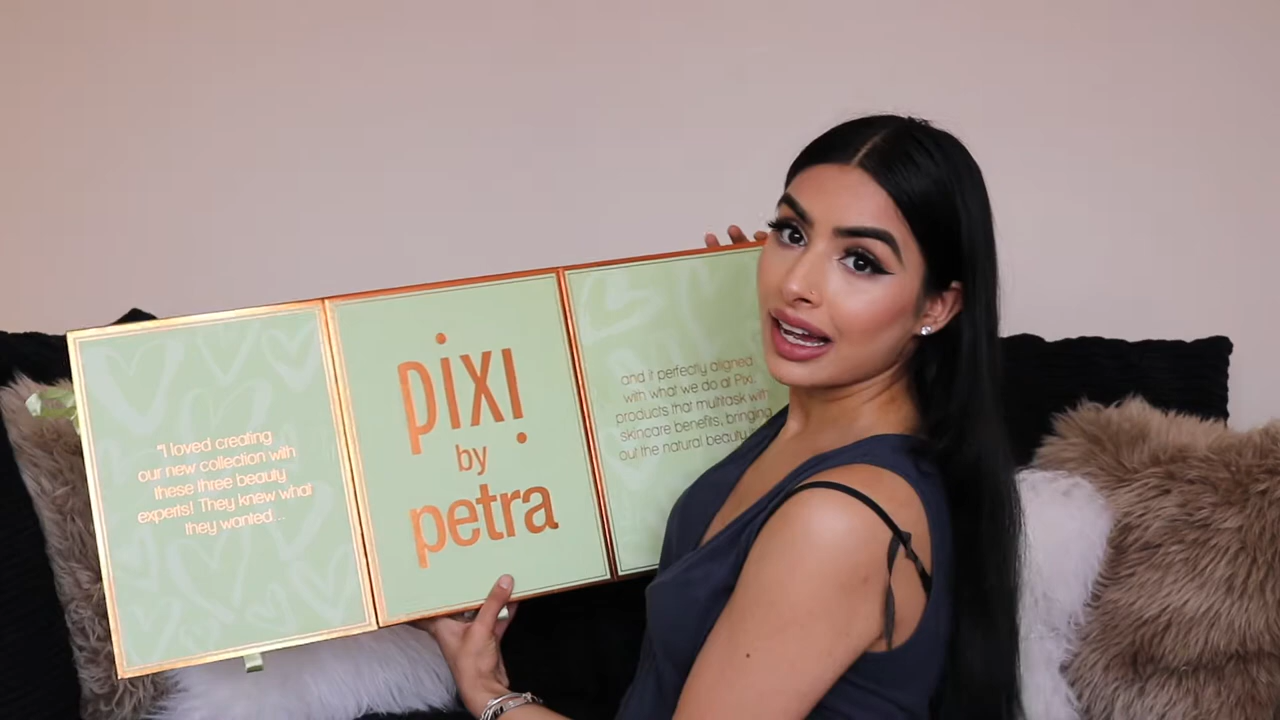 "I loved creating
our new collection with
these three beauty
experts! They knew what
they wanted...
pixi
by
petra
and it perfectly aligned
with what we do at Pixi.
products that multitask with
skincare benefits, bringing
out the natural beauty